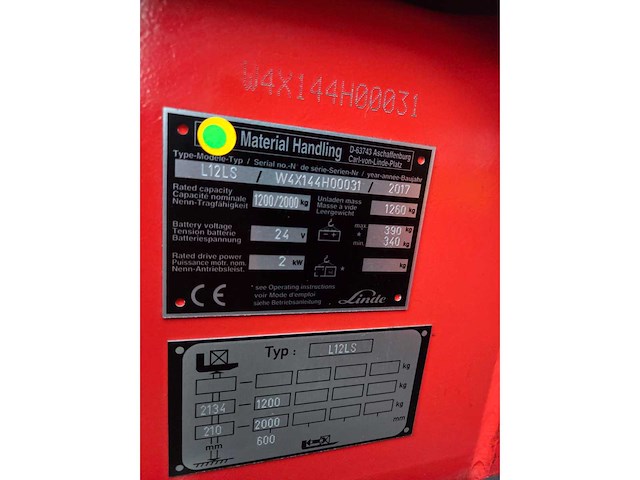 W4X144H00031
Material Handling
D-63743 Aschaffenburg
Carl-von-Linde-Platz
Type-Modèle-Typ / Serial no.-N° de série-Serien-Nr / year-année-Baujahr
L12LS / W4X144H00031 / 2017
Rated capacity
Capacité nominale
Nenn-Tragfähigkeit
1200/2000 kg
Unladen mass
Masse à vide
Leergewicht
1260 kg
Battery voltage
Tension batterie
Batteriespannung
24 V
max. 390 kg
min. 340 kg
Rated drive power
Puissance motr. nom.
Nenn-Antriebsleist.
2 kW
* kg
* see Operating instructions
voir Mode d'emploi
siehe Betriebsanleitung
CE
Linde
Typ : L12LS
kg
2134 1200 kg
210 2000 mm
mm 600